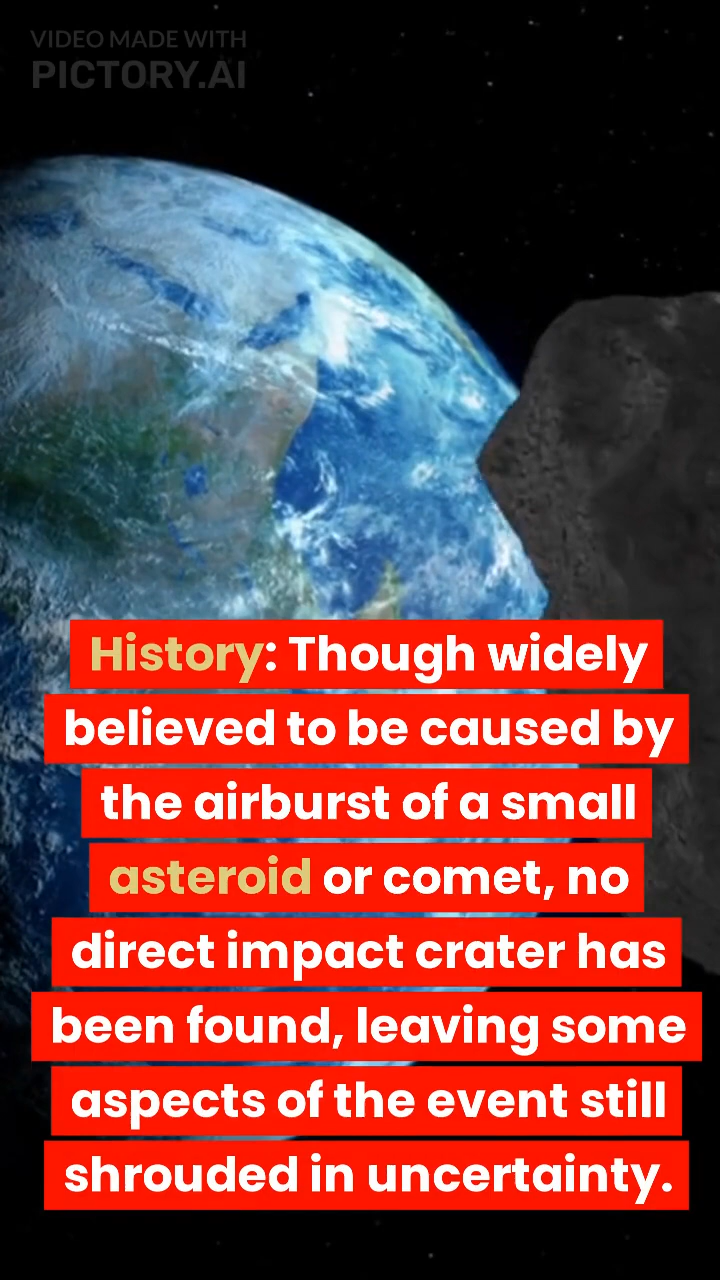 VIDEO MADE WITH
PICTORY.AI
History: Though widely
believed to be caused by
the airburst of a small
asteroid or comet, no
direct impact crater has
been found, leaving some
aspects of the event still
shrouded in uncertainty.